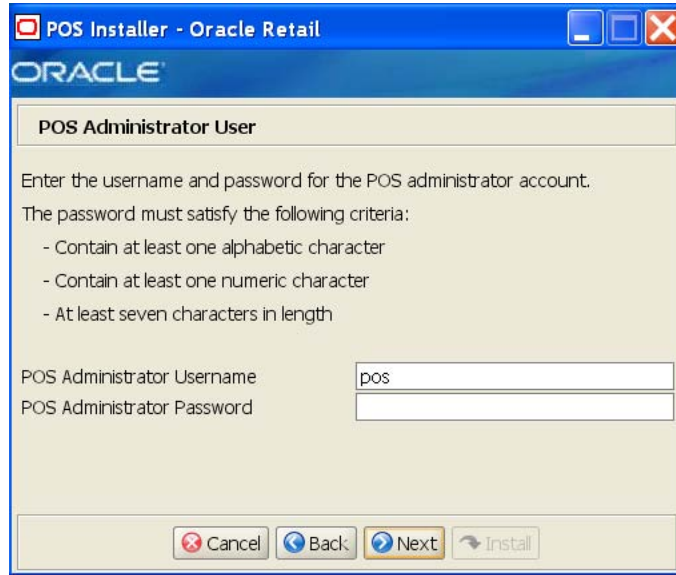 POS Installer - Oracle Retail
ORACLE
POS Administrator User
Enter the username and password for the POS administrator account.
The password must satisfy the following criteria:
- Contain at least one alphabetic character
- Contain at least one numeric character
- At least seven characters in length
POS Administrator Username pos
POS Administrator Password
Cancel Back Next Install